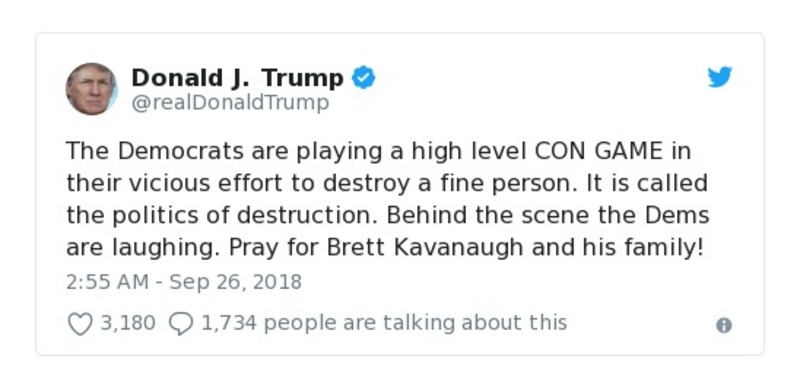 Donald J. Trump
@realDonaldTrump
The Democrats are playing a high level CON GAME in
their vicious effort to destroy a fine person. It is called
the politics of destruction. Behind the scene the Dems
are laughing. Pray for Brett Kavanaugh and his family!
2:55 AM - Sep 26, 2018
3,180 1,734 people are talking about this